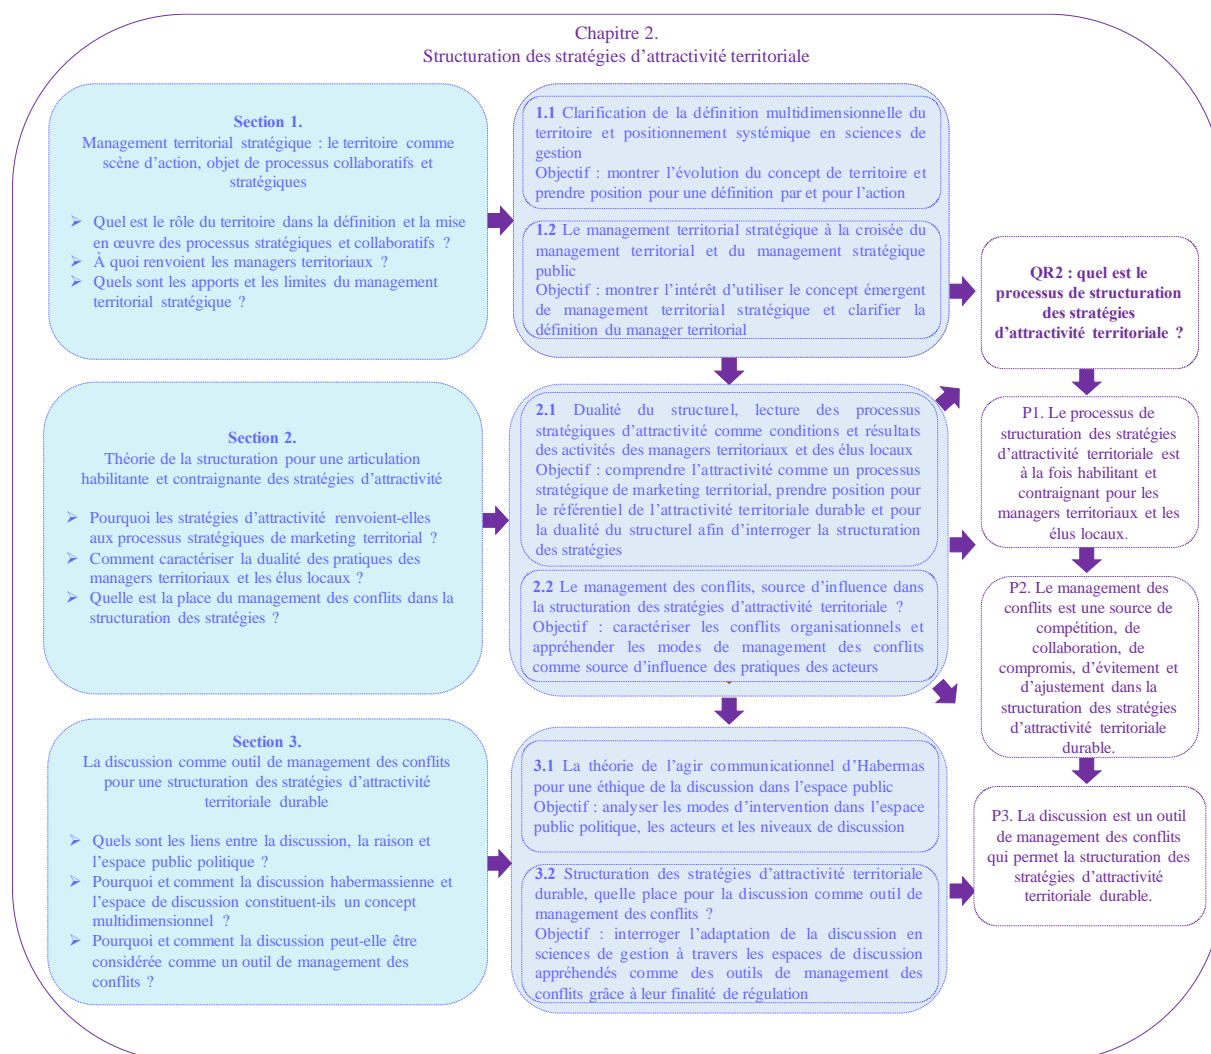 Chapitre 2.
Structuration des stratégies d’attractivité territoriale
Section 1.
Management territorial stratégique : le territoire comme
scène d’action, objet de processus collaboratifs et
stratégiques
➢ Quel est le rôle du territoire dans la définition et la mise
en œuvre des processus stratégiques et collaboratifs ?
➢ À quoi renvoient les managers territoriaux ?
➢ Quels sont les apports et les limites du management
territorial stratégique ?
1.1 Clarification de la définition multidimensionnelle du
territoire et positionnement systémique en sciences de
gestion
Objectif : montrer l’évolution du concept de territoire et
prendre position pour une définition par et pour l’action
1.2 Le management territorial stratégique à la croisée du
management territorial et du management stratégique
public
Objectif : montrer l’intérêt d’utiliser le concept émergent
de management territorial stratégique et clarifier la
définition du manager territorial
QR2 : quel est le
processus de structuration
des stratégies
d’attractivité territoriale ?
Section 2.
Théorie de la structuration pour une articulation
habilitante et contraignante des stratégies d’attractivité
➢ Pourquoi les stratégies d’attractivité renvoient-elles
aux processus stratégiques de marketing territorial ?
➢ Comment caractériser la dualité des pratiques des
managers territoriaux et les élus locaux ?
➢ Quelle est la place du management des conflits dans la
structuration des stratégies ?
2.1 Dualité du structurel, lecture des processus
stratégiques d’attractivité comme conditions et résultats
des activités des managers territoriaux et des élus locaux
Objectif : comprendre l’attractivité comme un processus
stratégique de marketing territorial, prendre position pour
le référentiel de l’attractivité territoriale durable et pour
la dualité du structurel afin d’interroger la structuration
des stratégies
2.2 Le management des conflits, source d’influence dans
la structuration des stratégies d’attractivité territoriale ?
Objectif : caractériser les conflits organisationnels et
appréhender les modes de management des conflits
comme source d’influence des pratiques des acteurs
P1. Le processus de
structuration des stratégies
d’attractivité territoriale est
à la fois habilitant et
contraignant pour les
managers territoriaux et les
élus locaux.
P2. Le management des
conflits est une source de
compétition, de
collaboration, de
compromis, d’évitement et
d’ajustement dans la
structuration des stratégies
d’attractivité territoriale
durable.
Section 3.
La discussion comme outil de management des conflits
pour une structuration des stratégies d’attractivité
territoriale durable
➢ Quels sont les liens entre la discussion, la raison et
l’espace public politique ?
➢ Pourquoi et comment la discussion habermassienne et
l’espace de discussion constituent-ils un concept
multidimensionnel ?
➢ Pourquoi et comment la discussion peut-elle être
considérée comme un outil de management des
conflits ?
3.1 La théorie de l’agir communicationnel d’Habermas
pour une éthique de la discussion dans l’espace public
Objectif : analyser les modes d’intervention dans l’espace
public politique, les acteurs et les niveaux de discussion
3.2 Structuration des stratégies d’attractivité territoriale
durable, quelle place pour la discussion comme outil de
management des conflits ?
Objectif : interroger l’adaptation de la discussion en
sciences de gestion à travers les espaces de discussion
appréhendés comme des outils de management des
conflits grâce à leur finalité de régulation
P3. La discussion est un outil
de management des conflits
qui permet la structuration des
stratégies d’attractivité
territoriale durable.